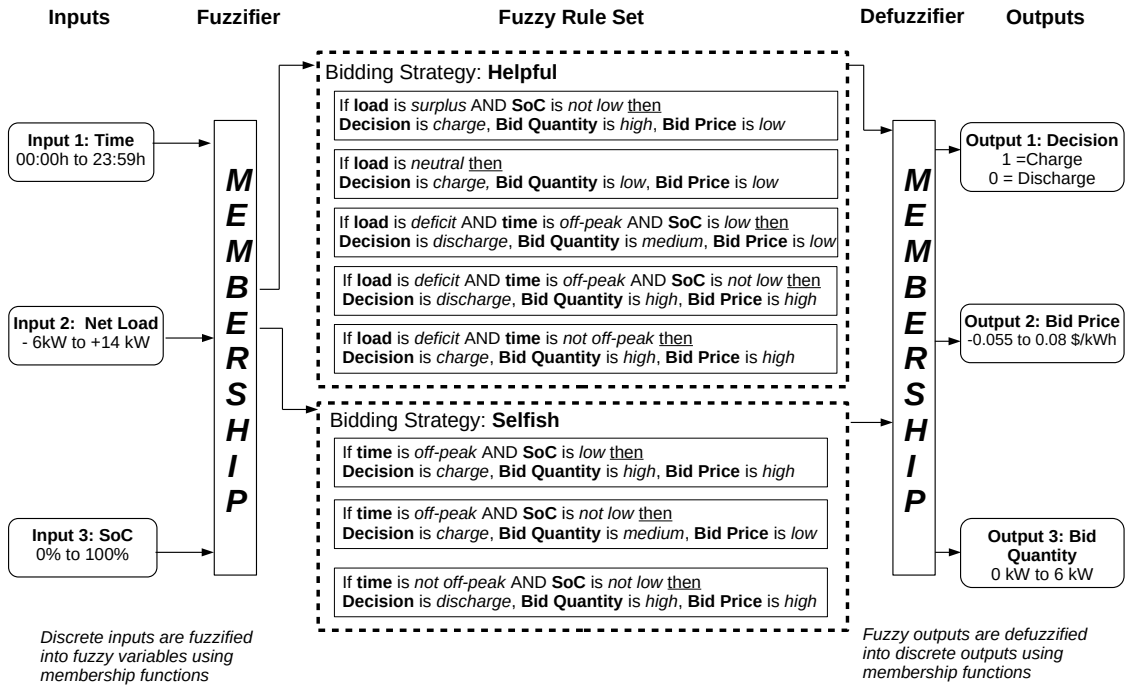 Inputs
Fuzzifier
Fuzzy Rule Set
Defuzzifier
Outputs
Input 1: Time
00:00h to 23:59h
Input 2:  Net Load
- 6kW to +14 kW
Input 3: SoC
0% to 100%
Discrete inputs are fuzzified
into fuzzy variables using
membership functions
MEMBERSHIP
Bidding Strategy: Helpful
If load is surplus AND SoC is not low then
Decision is charge, Bid Quantity is high, Bid Price is low
If load is neutral then
Decision is charge, Bid Quantity is low, Bid Price is low
If load is deficit AND time is off-peak AND SoC is low then
Decision is discharge, Bid Quantity is medium, Bid Price is low
If load is deficit AND time is off-peak AND SoC is not low then
Decision is discharge, Bid Quantity is high, Bid Price is high
If load is deficit AND time is not off-peak then
Decision is charge, Bid Quantity is high, Bid Price is high
Bidding Strategy: Selfish
If time is off-peak AND SoC is low then
Decision is charge, Bid Quantity is high, Bid Price is high
If time is off-peak AND SoC is not low then
Decision is charge, Bid Quantity is medium, Bid Price is low
If time is not off-peak AND SoC is not low then
Decision is discharge, Bid Quantity is high, Bid Price is high
MEMBERSHIP
Output 1: Decision
1 =Charge
0 = Discharge
Output 2: Bid Price
-0.055 to 0.08 $/kWh
Output 3: Bid
Quantity
0 kW to 6 kW
Fuzzy outputs are defuzzified
into discrete outputs using
membership functions